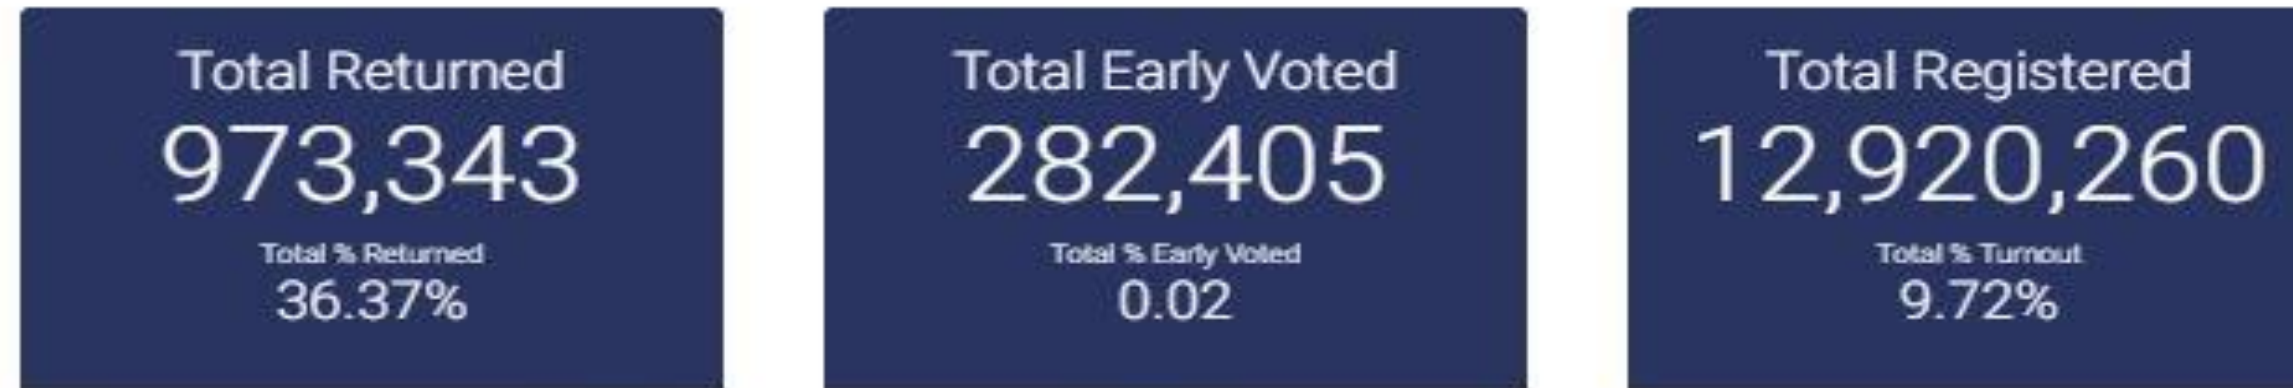 Total Returned
973,343
Total % Returned
36.37%
Total Early Voted
282,405
Total % Early Voted
0.02
Total Registered
12,920,260
Total % Turnout
9.72%